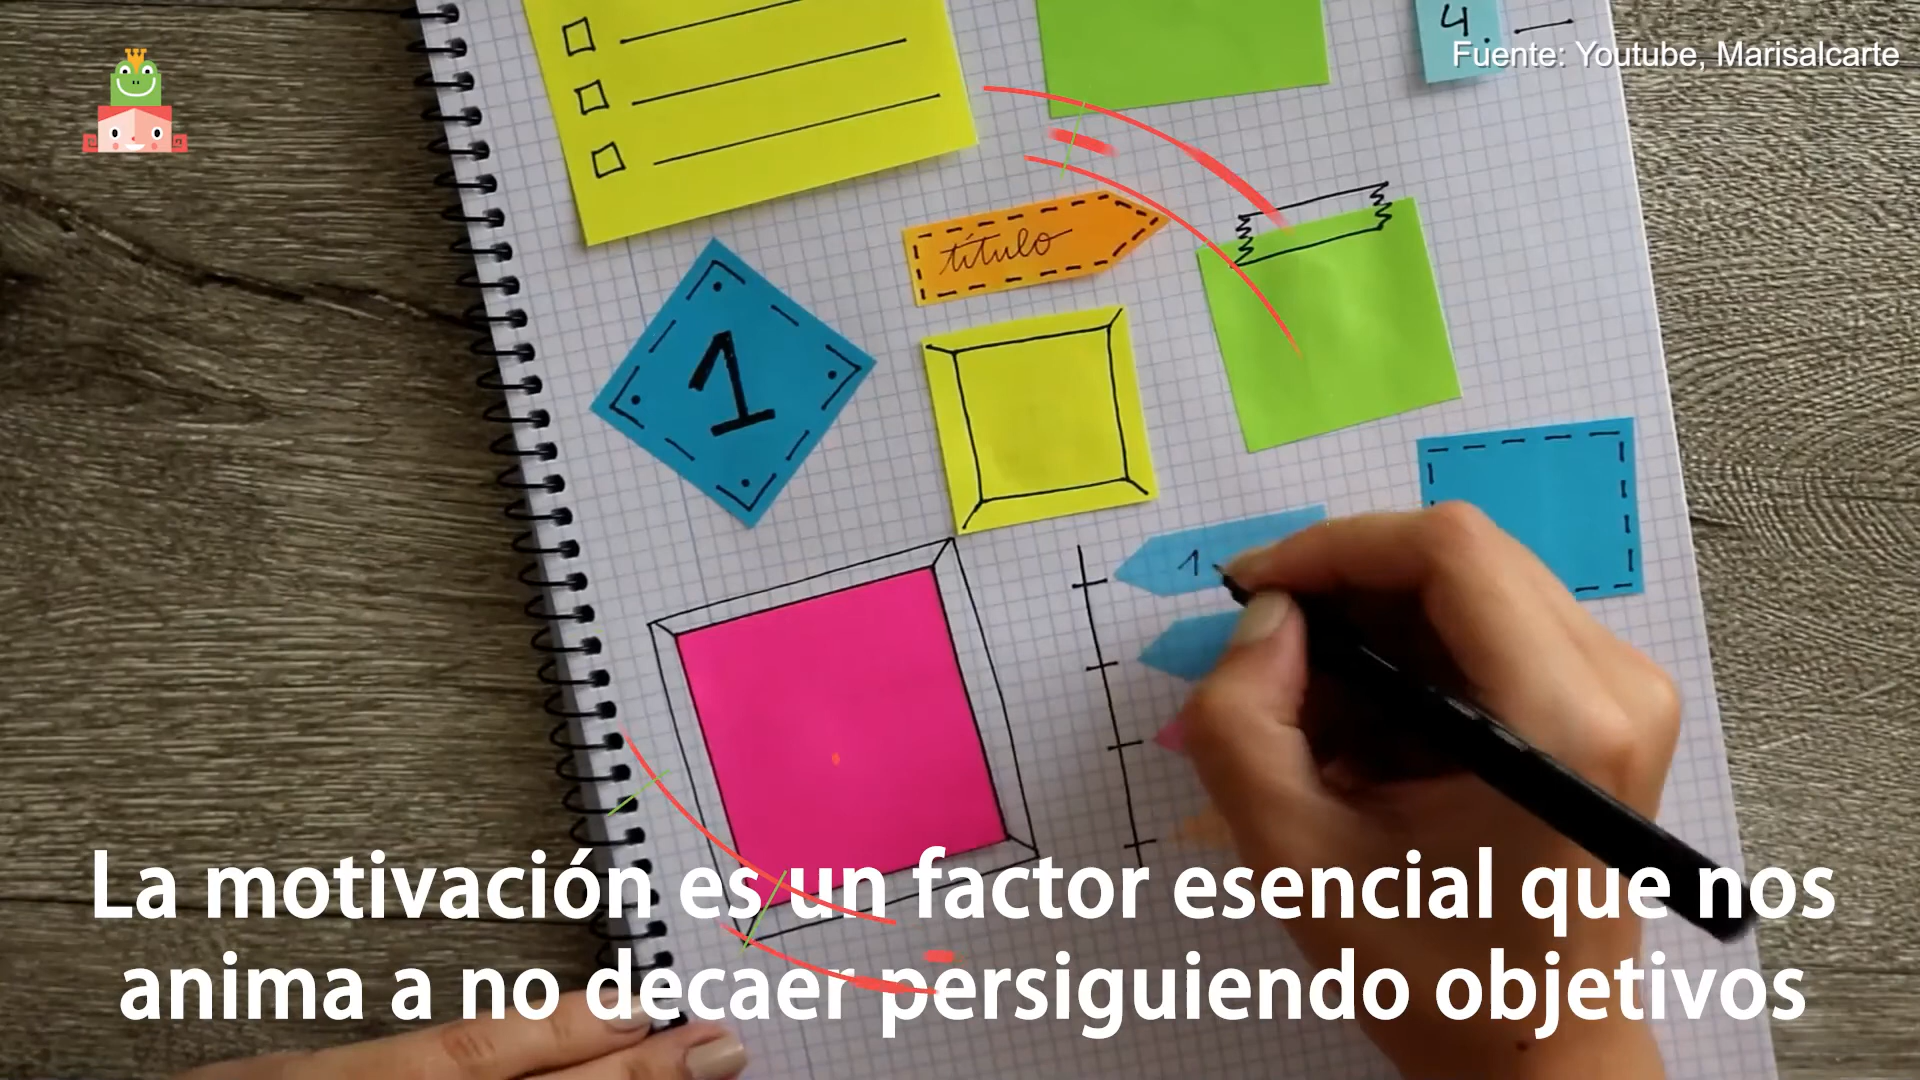 4.
Fuente: Youtube, Marisalcarte
título
1
1
La motivación es un factor esencial que nos
anima a no decaer persiguiendo objetivos